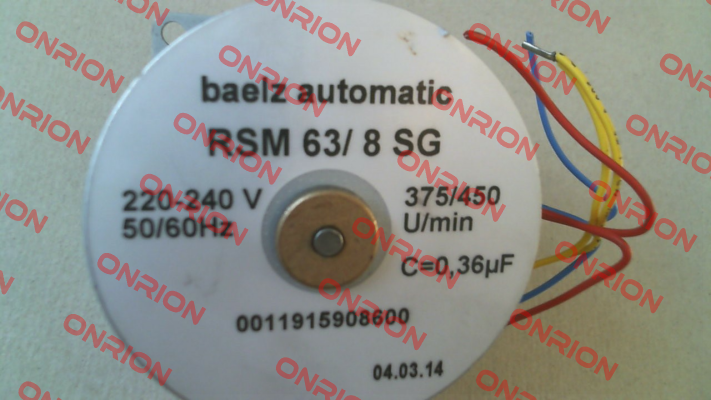 baelz automatic
RSM 63/ 8 SG
220-240 V
50/60Hz
375/450
U/min
C=0,36µF
0011915908600
04.03.14
ONRION